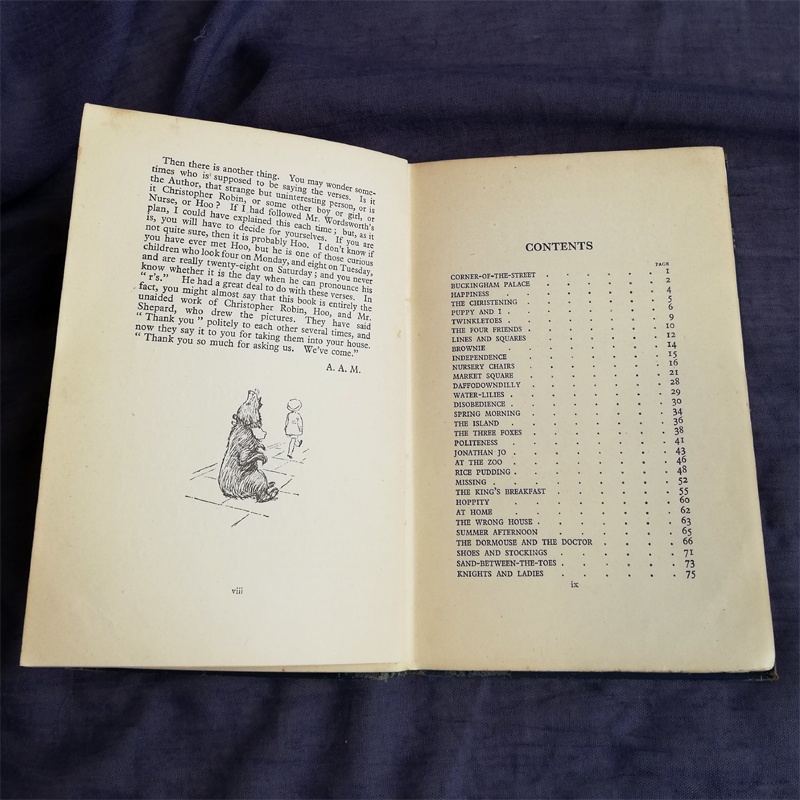 Then there is another thing. You may wonder some-
times who is supposed to be saying the verses. Is it
the Author, that strange but uninteresting person, or is
it Christopher Robin, or some other boy or girl, or
Nurse, or Hoo? If I had followed Mr. Wordsworth's
plan, I could have explained this each time; but, as it
is, you will have to decide for yourselves. If you are
not quite sure, then it is probably Hoo. I don't know if
you have ever met Hoo, but he is one of those curious
children who look four on Monday, and eight on Tuesday,
and are really twenty-eight on Saturday; and you never
know whether it is the day when he can pronounce his
"r's." He had a great deal to do with these verses. In
fact, you might almost say that this book is entirely the
unaided work of Christopher Robin, Hoo, and Mr.
Shepard, who drew the pictures. They have said
"Thank you" politely to each other several times, and
now they say it to you for taking them into your house.
"Thank you so much for asking us. We've come."
A. A. M.
viii
CONTENTS
PAGE
CORNER-OF-THE-STREET . . . . . . 1
BUCKINGHAM PALACE . . . . . . 2
HAPPINESS . . . . . . 4
THE CHRISTENING . . . . . . 5
PUPPY AND I . . . . . . 6
TWINKLETOES . . . . . . 9
THE FOUR FRIENDS . . . . . . 10
LINES AND SQUARES . . . . . . 12
BROWNIE . . . . . . 14
INDEPENDENCE . . . . . . 15
NURSERY CHAIRS . . . . . . 16
MARKET SQUARE . . . . . . 21
DAFFODOWNDILLY . . . . . . 28
WATER-LILIES . . . . . . 29
DISOBEDIENCE . . . . . . 30
SPRING MORNING . . . . . . 34
THE ISLAND . . . . . . 36
THE THREE FOXES . . . . . . 38
POLITENESS . . . . . . 41
JONATHAN JO . . . . . . 43
AT THE ZOO . . . . . . 46
RICE PUDDING . . . . . . 48
MISSING . . . . . . 52
THE KING'S BREAKFAST . . . . . . 55
HOPPITY . . . . . . 60
AT HOME . . . . . . 62
THE WRONG HOUSE . . . . . . 63
SUMMER AFTERNOON . . . . . . 65
THE DORMOUSE AND THE DOCTOR . . . . 66
SHOES AND STOCKINGS . . . . . . 71
SAND-BETWEEN-THE-TOES . . . . . . 73
KNIGHTS AND LADIES . . . . . . 75
ix